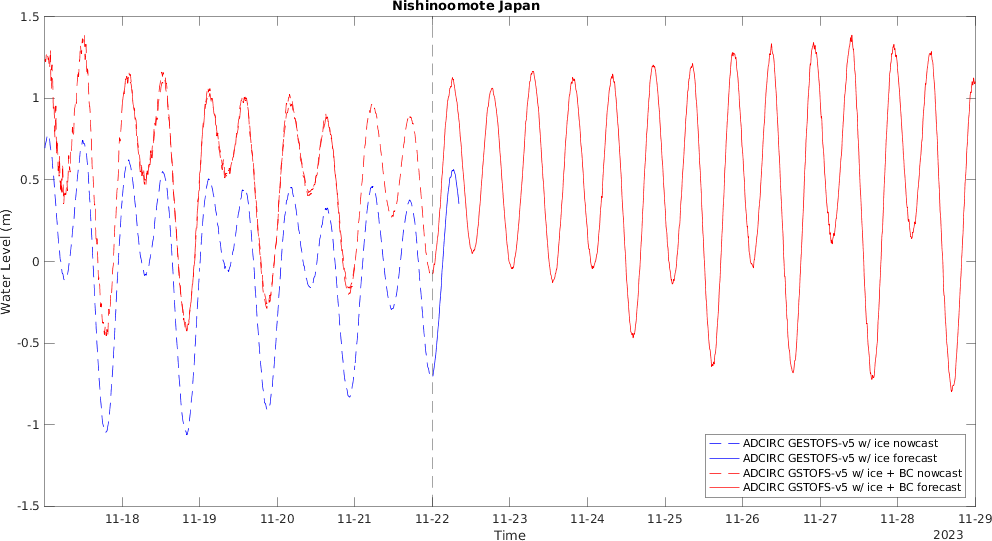 Nishinoomote Japan
1.5
1
0.5
0
-0.5
-1
-1.5
Water Level (m)
11-18 11-19 11-20 11-21 11-22 11-23 11-24 11-25 11-26 11-27 11-28 11-29
Time
2023
ADCIRC GESTOFS-v5 w/ ice nowcast
ADCIRC GESTOFS-v5 w/ ice forecast
ADCIRC GSTOFS-v5 w/ ice + BC nowcast
ADCIRC GSTOFS-v5 w/ ice + BC forecast